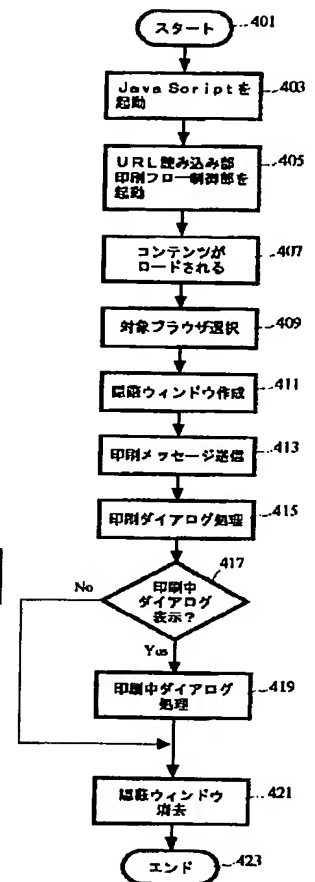 スタート
401
Java Scriptを
起動
403
URL読み込み部
印刷フロー制御部を
起動
405
コンテンツが
ロードされる
407
対象ブラウザ選択
409
隠蔽ウィンドウ作成
411
印刷メッセージ送信
413
印刷ダイアログ処理
415
417
印刷中
ダイアログ
表示?
No
Yes
印刷中ダイアログ
処理
419
隠蔽ウィンドウ
消去
421
エンド
423